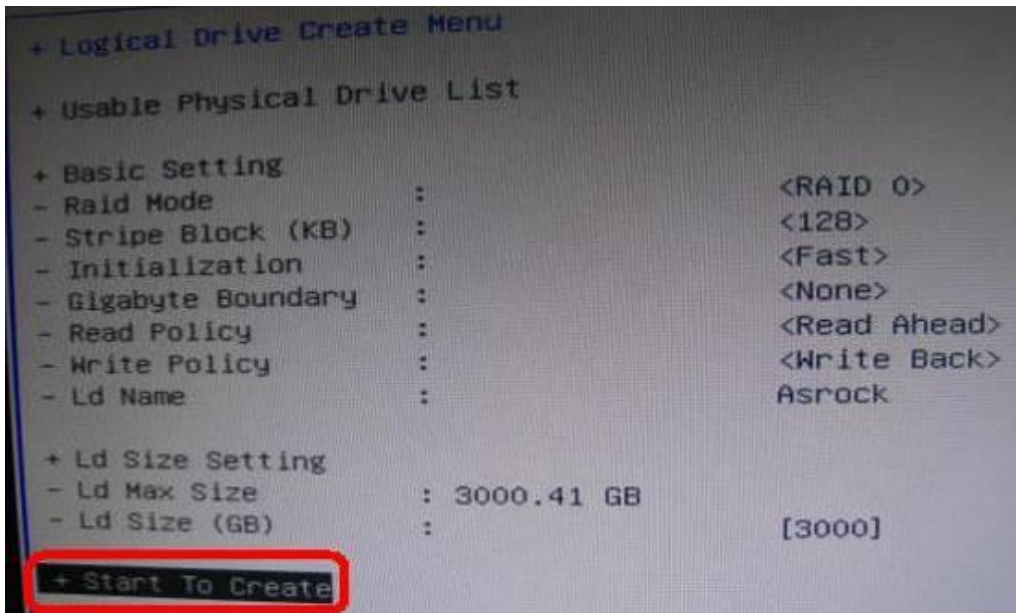 + Logical Drive Create Menu
+ Usable Physical Drive List
+ Basic Setting
- Raid Mode : <RAID 0>
- Stripe Block (KB) : <128>
- Initialization : <Fast>
- Gigabyte Boundary : <None>
- Read Policy : <Read Ahead>
- Write Policy : <Write Back>
- Ld Name : Asrock
+ Ld Size Setting
- Ld Max Size : 3000.41 GB
- Ld Size (GB) : [3000]
+ Start To Create